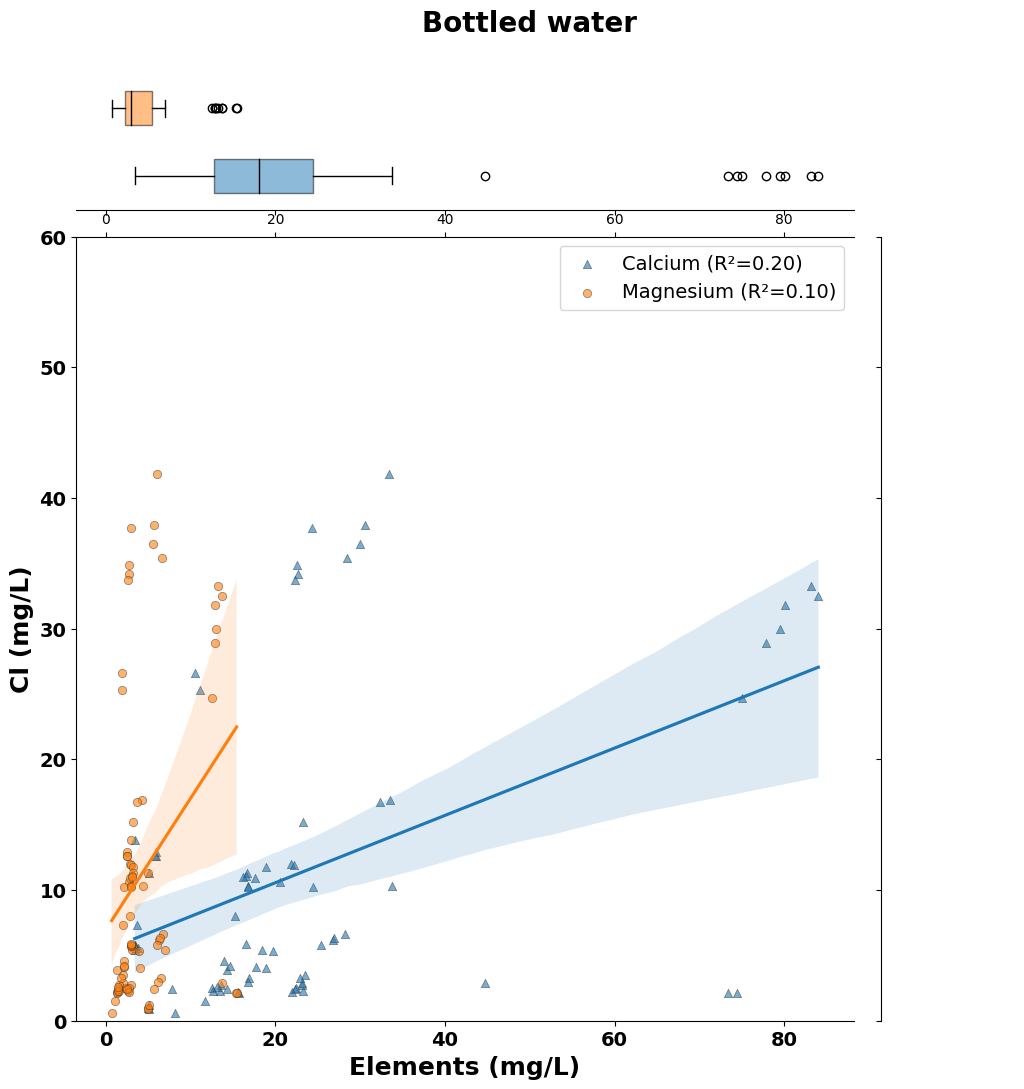 Bottled water
0 20 40 60 80
60
Calcium (R²=0.20)
Magnesium (R²=0.10)
50
40
30
20
10
0
Cl (mg/L)
0 20 40 60 80
Elements (mg/L)